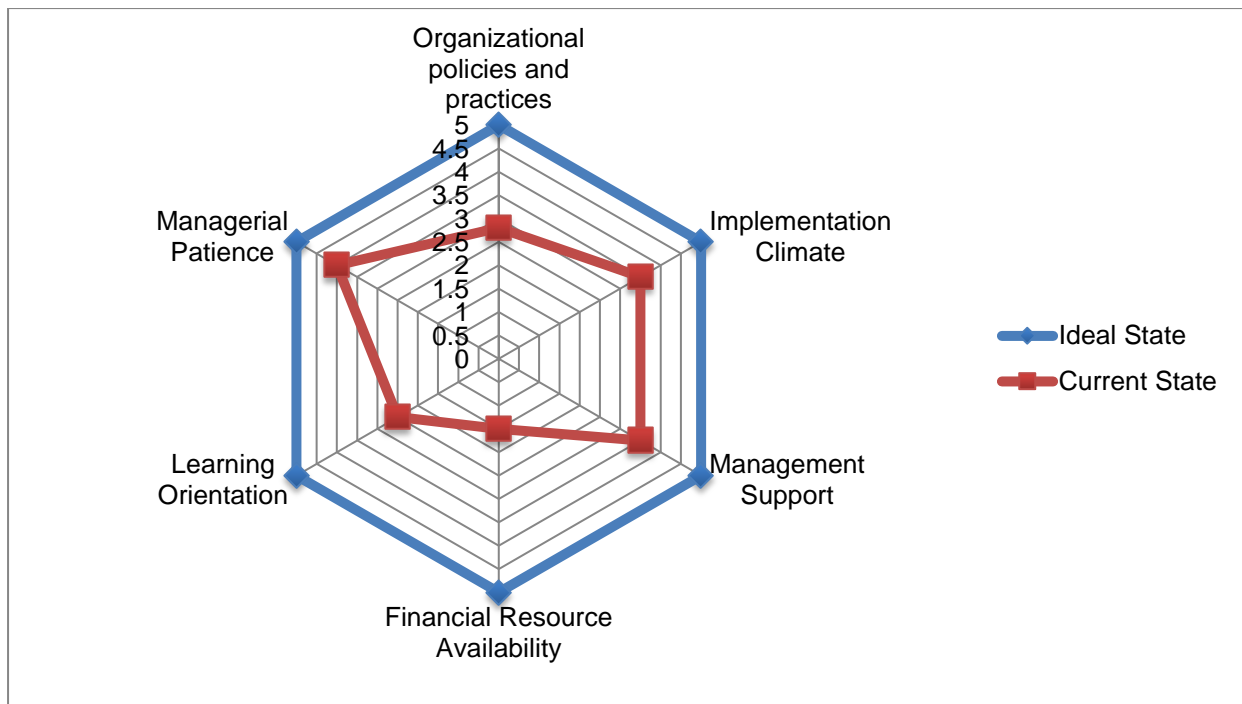 Organizational
policies and
practices
5
4.5
4
3.5
3
2.5
2
1.5
1
0.5
0
Implementation
Climate
Management
Support
Financial Resource
Availability
Learning
Orientation
Managerial
Patience
Ideal State
Current State